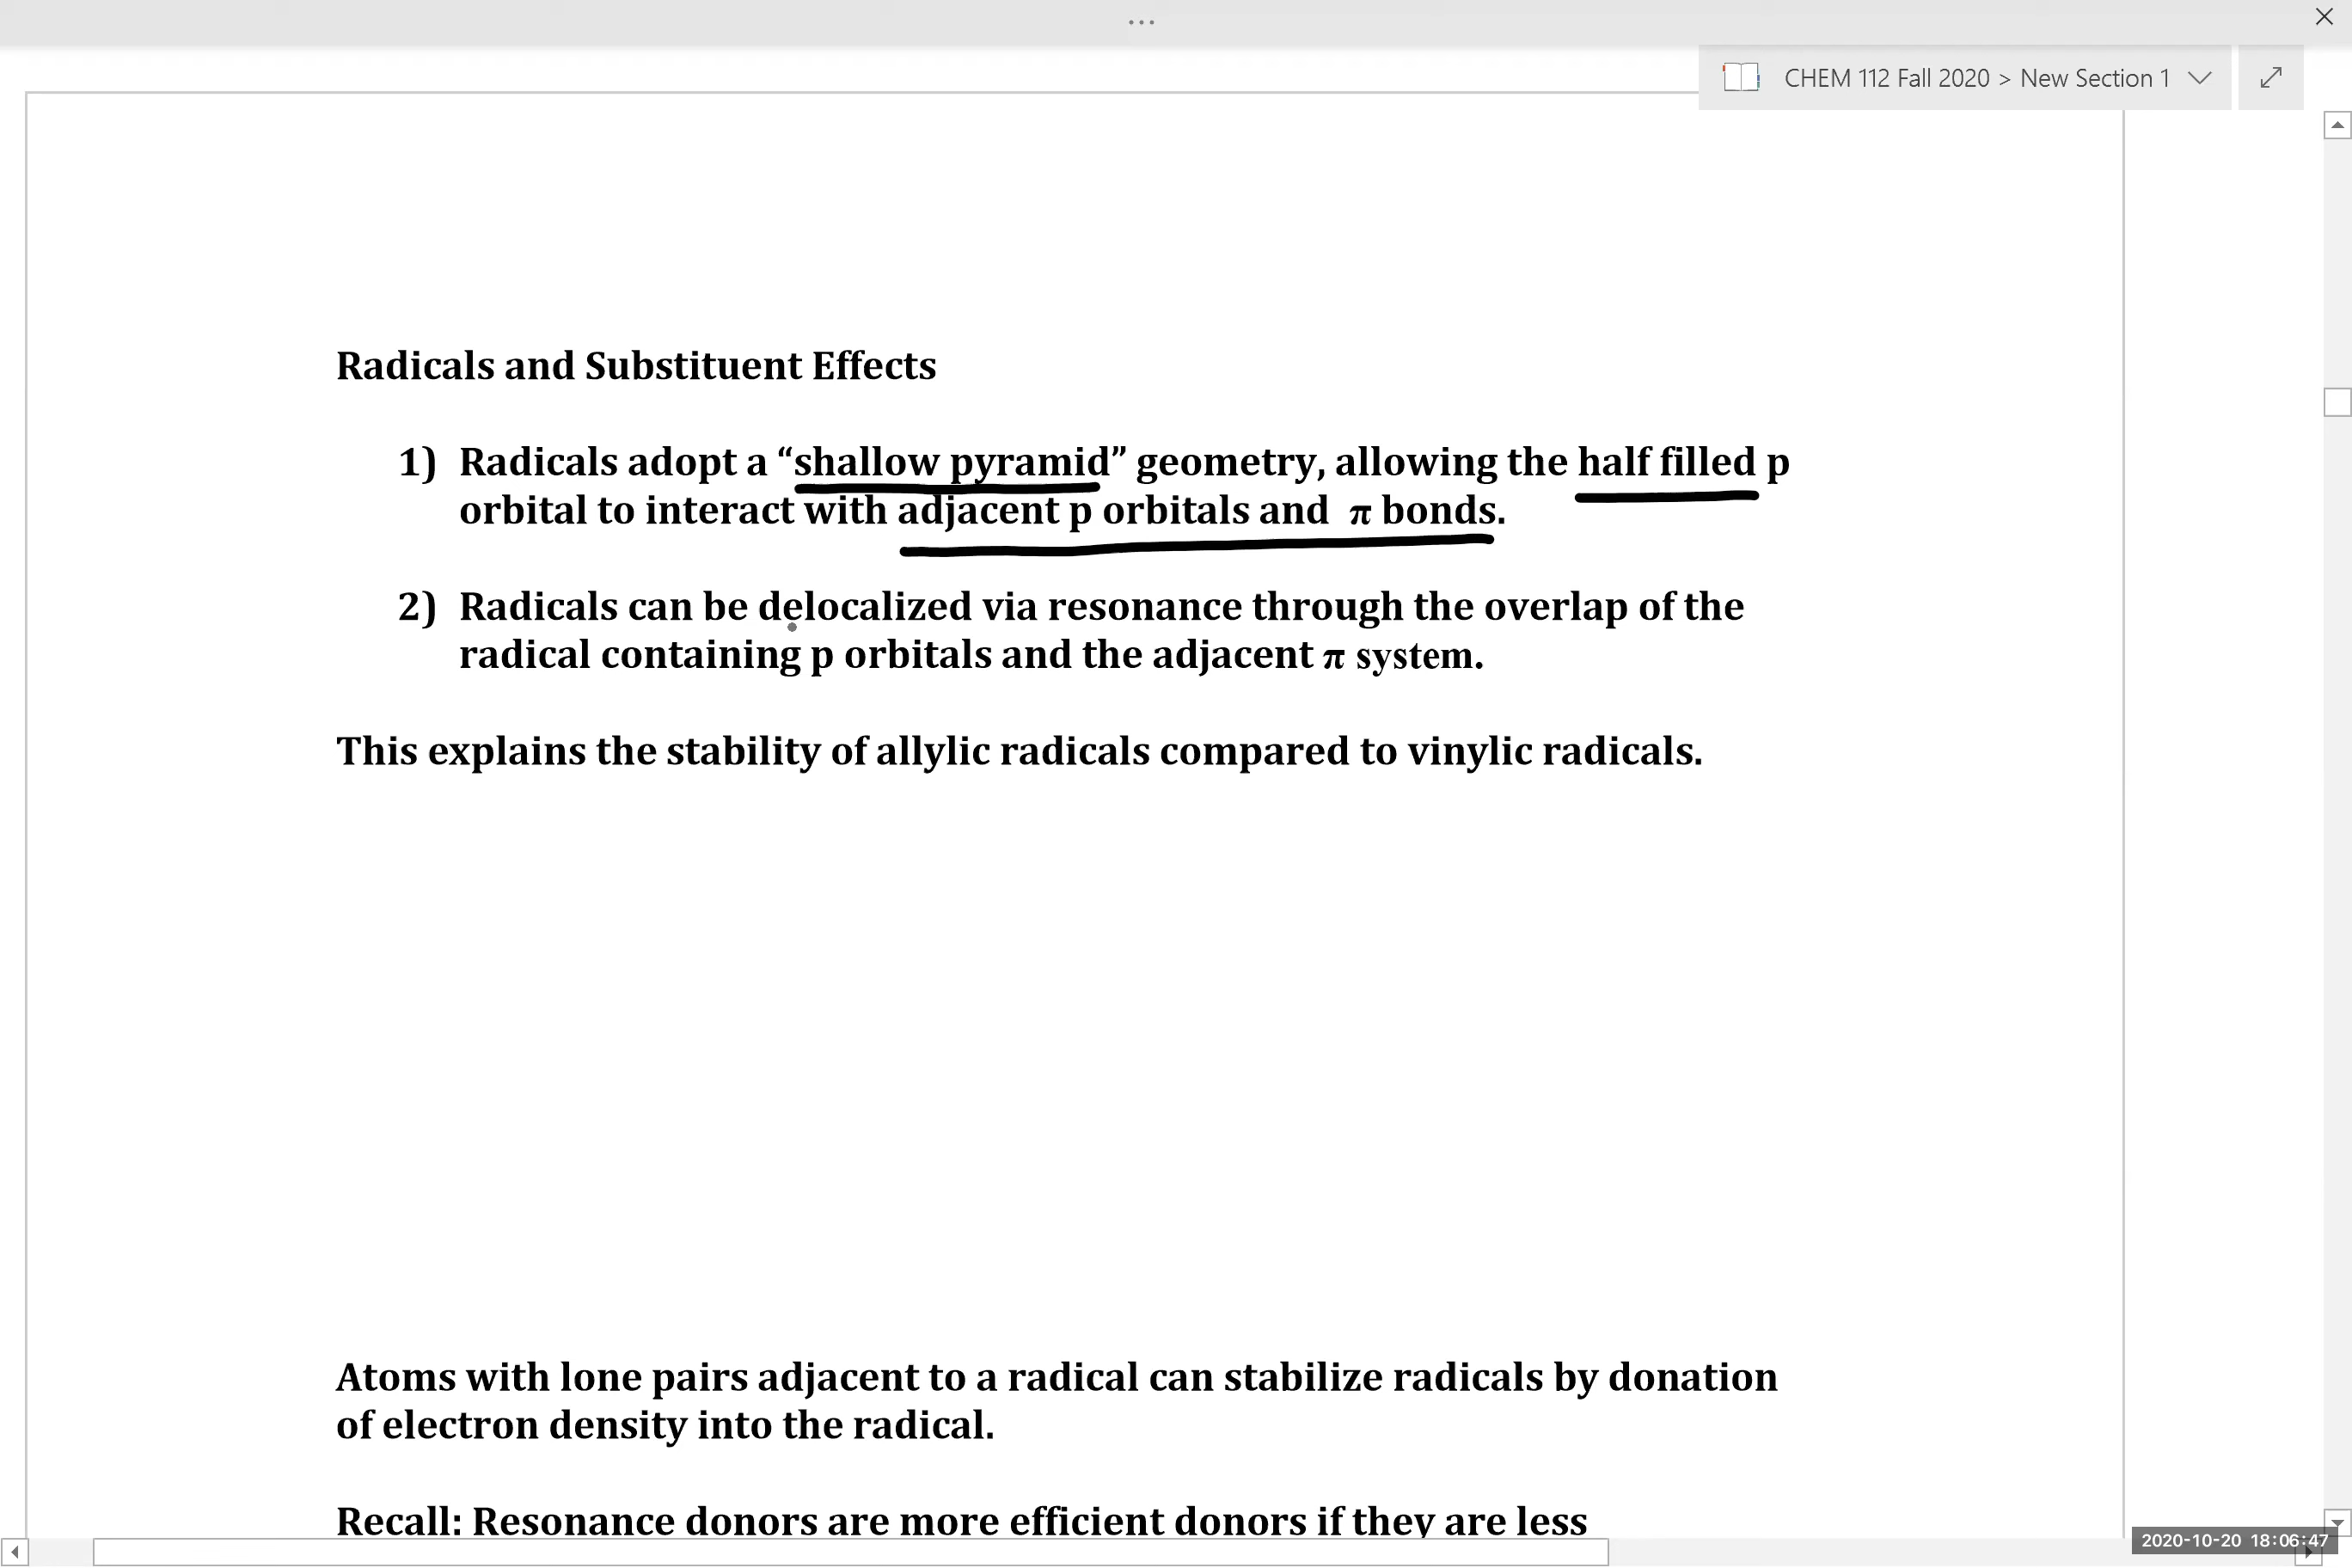 ...
CHEM 112 Fall 2020 > New Section 1
Radicals and Substituent Effects
1) Radicals adopt a “shallow pyramid” geometry, allowing the half filled p
orbital to interact with adjacent p orbitals and π bonds.
2) Radicals can be delocalized via resonance through the overlap of the
radical containing p orbitals and the adjacent π system.
This explains the stability of allylic radicals compared to vinylic radicals.
Atoms with lone pairs adjacent to a radical can stabilize radicals by donation
of electron density into the radical.
Recall: Resonance donors are more efficient donors if they are less
2020-10-20 18:06:47